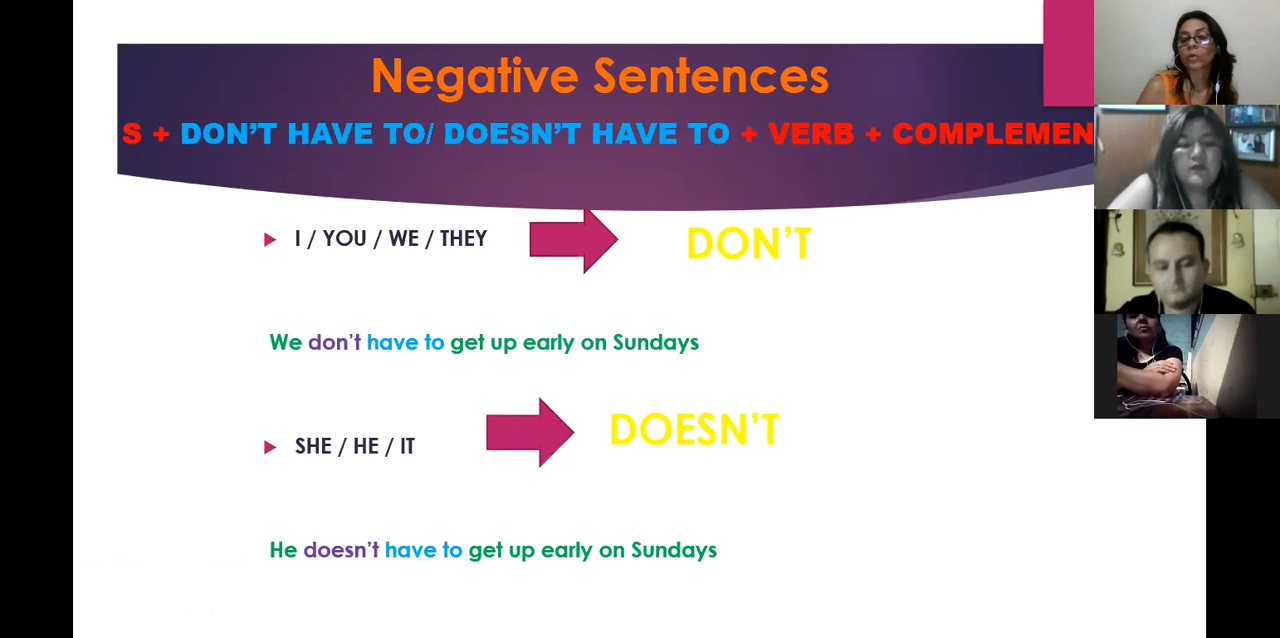 Negative Sentences
S + DON'T HAVE TO/ DOESN'T HAVE TO + VERB + COMPLEMEN
I / YOU / WE / THEY
DON'T
We don't have to get up early on Sundays
SHE / HE / IT
DOESN'T
He doesn't have to get up early on Sundays